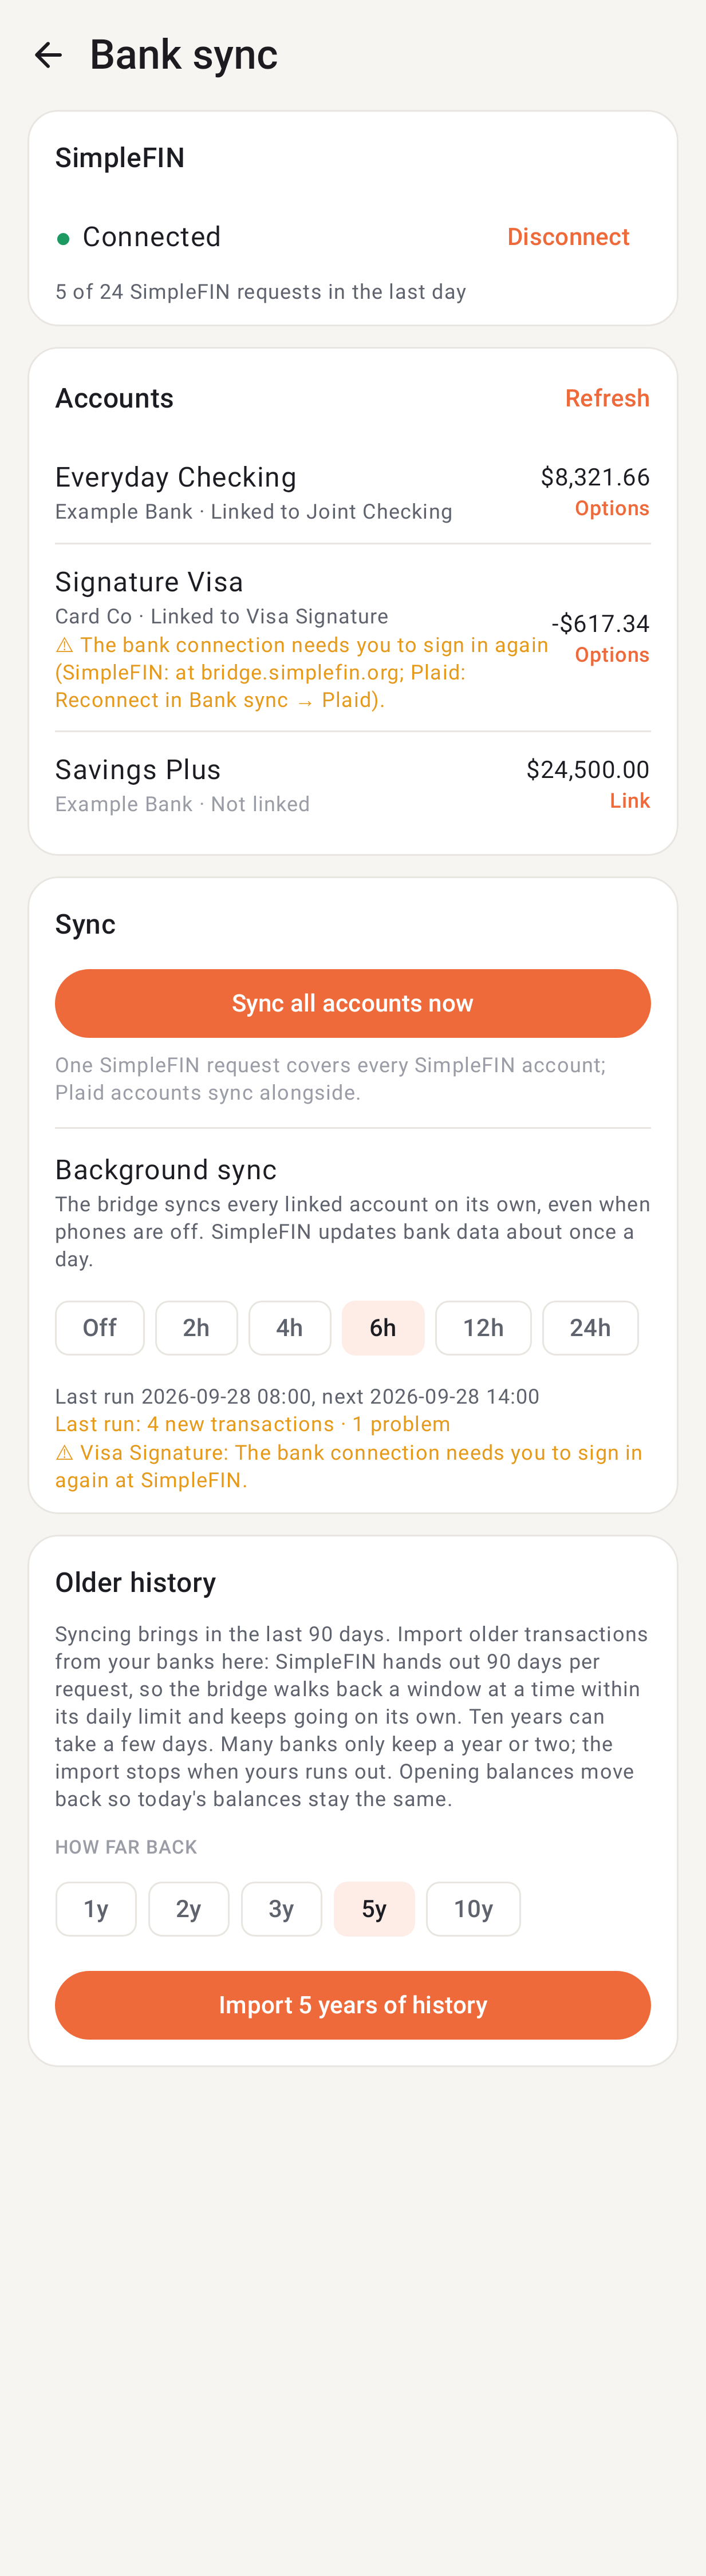 Bank sync
SimpleFIN
Connected
Disconnect
5 of 24 SimpleFIN requests in the last day
Accounts
Refresh
Everyday Checking
$8,321.66
Example Bank · Linked to Joint Checking
Options
Signature Visa
Card Co · Linked to Visa Signature
-$617.34
⚠ The bank connection needs you to sign in again
Options
(SimpleFIN: at bridge.simplefin.org; Plaid:
Reconnect in Bank sync → Plaid).
Savings Plus
$24,500.00
Example Bank · Not linked
Link
Sync
Sync all accounts now
One SimpleFIN request covers every SimpleFIN account;
Plaid accounts sync alongside.
Background sync
The bridge syncs every linked account on its own, even when
phones are off. SimpleFIN updates bank data about once a
day.
Off 2h 4h 6h 12h 24h
Last run 2026-09-28 08:00, next 2026-09-28 14:00
Last run: 4 new transactions · 1 problem
⚠ Visa Signature: The bank connection needs you to sign in
again at SimpleFIN.
Older history
Syncing brings in the last 90 days. Import older transactions
from your banks here: SimpleFIN hands out 90 days per
request, so the bridge walks back a window at a time within
its daily limit and keeps going on its own. Ten years can
take a few days. Many banks only keep a year or two; the
import stops when yours runs out. Opening balances move
back so today's balances stay the same.
HOW FAR BACK
1y 2y 3y 5y 10y
Import 5 years of history